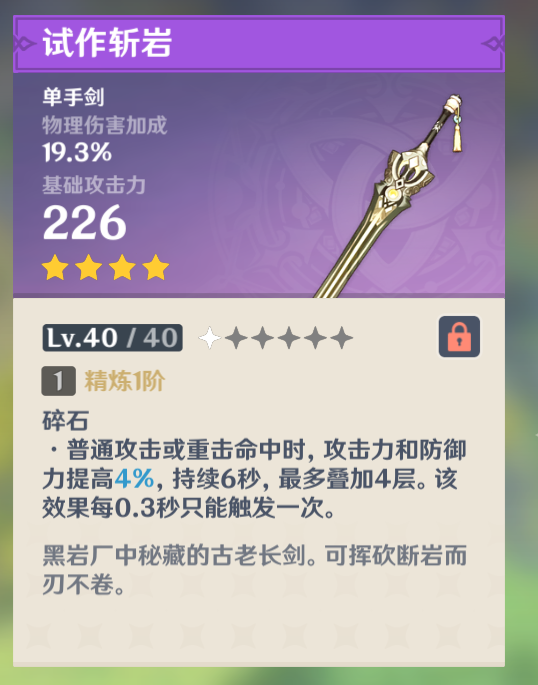 试作斩岩
单手剑
物理伤害加成
19.3%
基础攻击力
226
Lv.40 / 40
1 精炼1阶
碎石
·普通攻击或重击命中时,攻击力和防御
力提高4%,持续6秒,最多叠加4层。该
效果每0.3秒只能触发一次。
黑岩厂中秘藏的古老长剑。可挥砍断岩而
刃不卷。